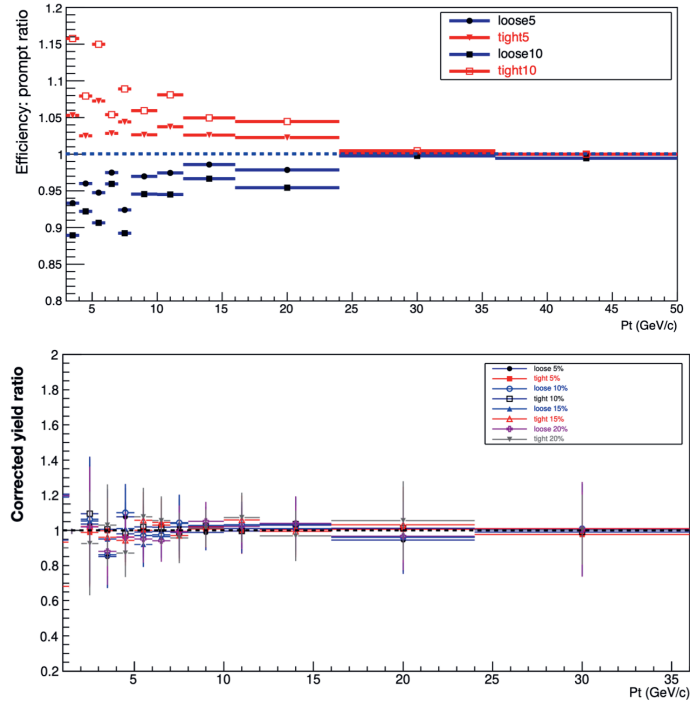 Efficiency: prompt ratio
1.2
1.15
1.1
1.05
1
0.95
0.9
0.85
0.8
loose5
tight5
loose10
tight10
5 10 15 20 25 30 35 40 45 50
Pt (GeV/c)
Corrected yield ratio
2
1.8
1.6
1.4
1.2
1
0.8
0.6
0.4
0.2
loose 5%
tight 5%
loose 10%
tight 10%
loose 15%
tight 15%
loose 20%
tight 20%
5 10 15 20 25 30 35
Pt (GeV/c)